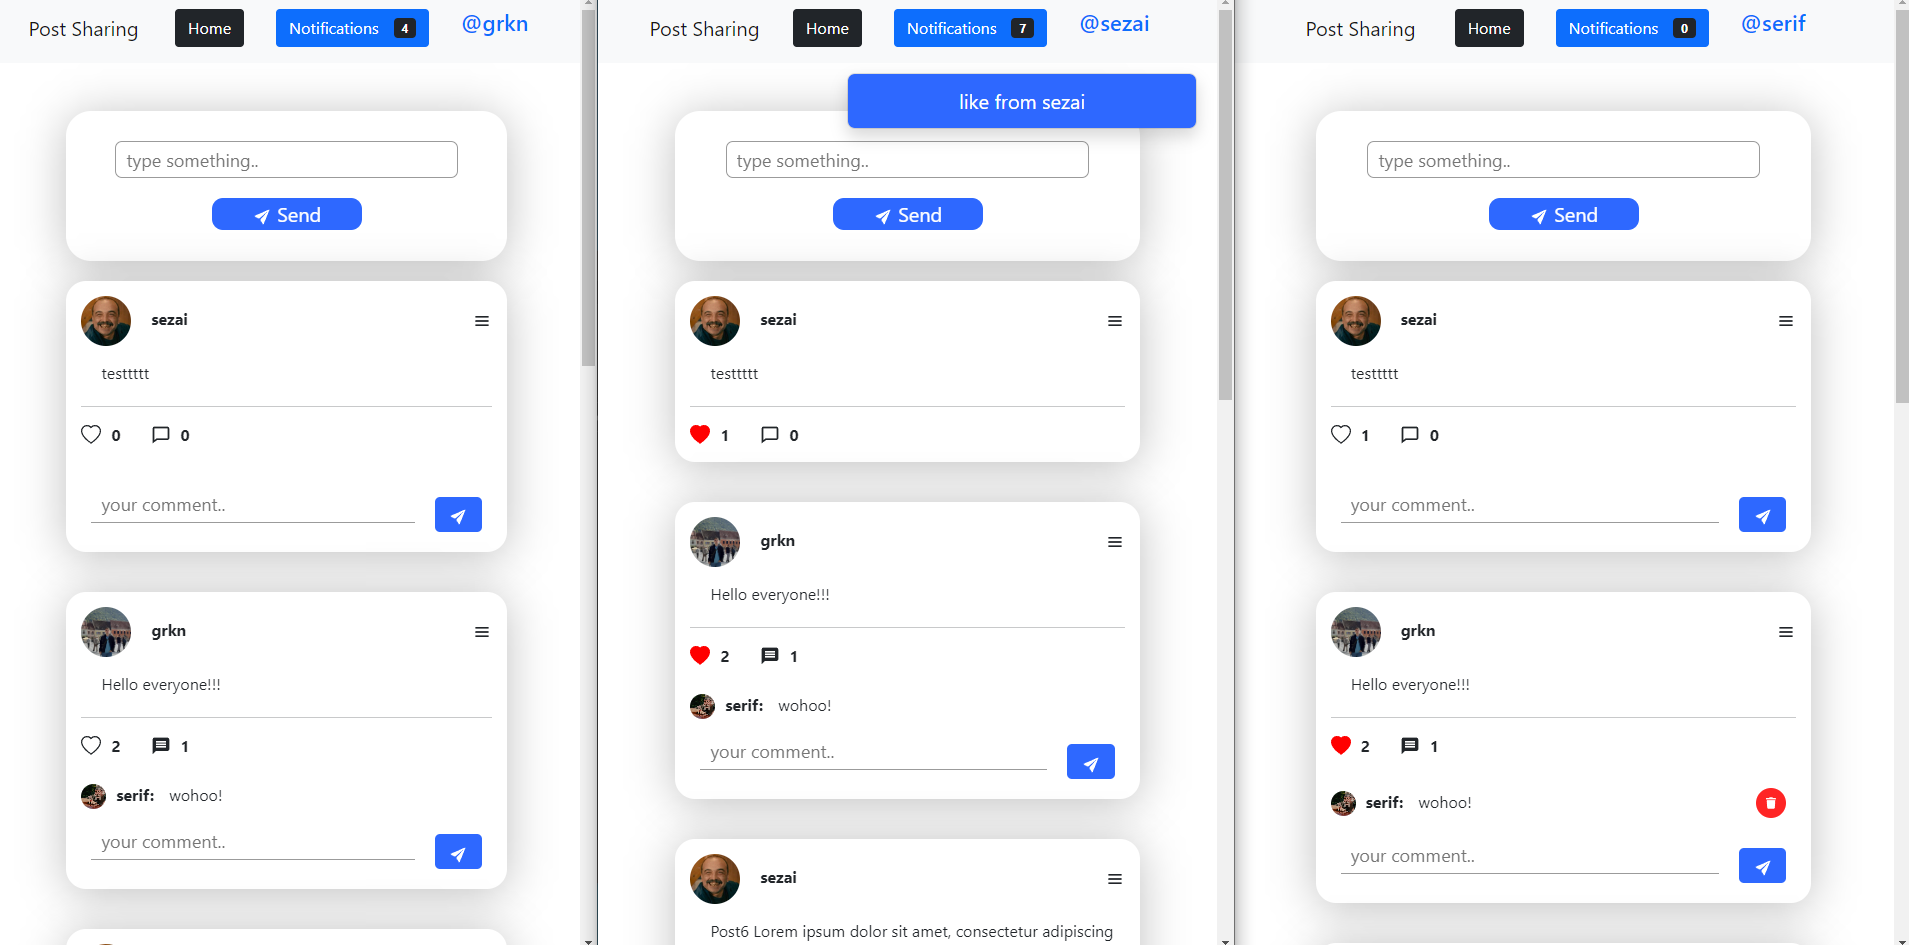 Post Sharing Home Notifications 4 @grkn
type something..
Send
sezai
testtttt
0 0
your comment..
grkn
Hello everyone!!!
2 1
serif: wohoo!
your comment..
Post Sharing Home Notifications 7 @sezai
like from sezai
type something..
Send
sezai
testtttt
1 0
grkn
Hello everyone!!!
2 1
serif: wohoo!
your comment..
sezai
Post6 Lorem ipsum dolor sit amet, consectetur adipiscing
Post Sharing Home Notifications 0 @serif
type something..
Send
sezai
testtttt
1 0
your comment..
grkn
Hello everyone!!!
2 1
serif: wohoo!
your comment..